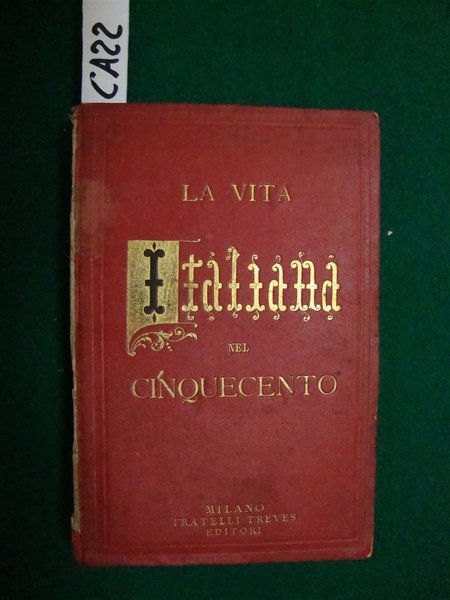 CA22
LA VITA
Italiana
NEL
CINQUECENTO
MILANO
FRATELLI TREVES
EDITORI